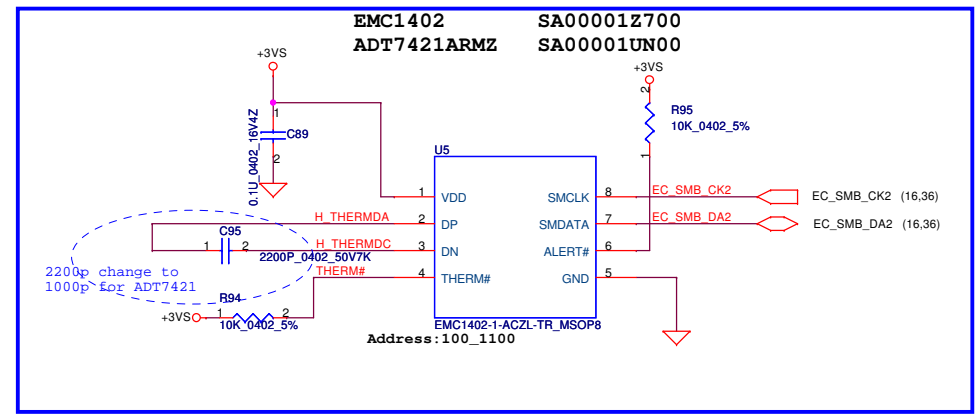 EMC1402 SA00001Z700
ADT7421ARMZ SA00001UN00
+3VS
+3VS
1
C89
2
0.1U_0402_16V4Z
2
R95
10K_0402_5%
1
U5
1 VDD
2 DP
3 DN
4 THERM#
SMCLK 8
SMDATA 7
ALERT# 6
GND 5
EC_SMB_CK2
EC_SMB_CK2 (16,36)
EC_SMB_DA2
EC_SMB_DA2 (16,36)
H_THERMDA
C95
1 2
H_THERMDC
2200P_0402_50V7K
THERM#
2200p change to
1000p for ADT7421
R94
+3VS
1 2
10K_0402_5%
EMC1402-1-ACZL-TR_MSOP8
Address:100_1100